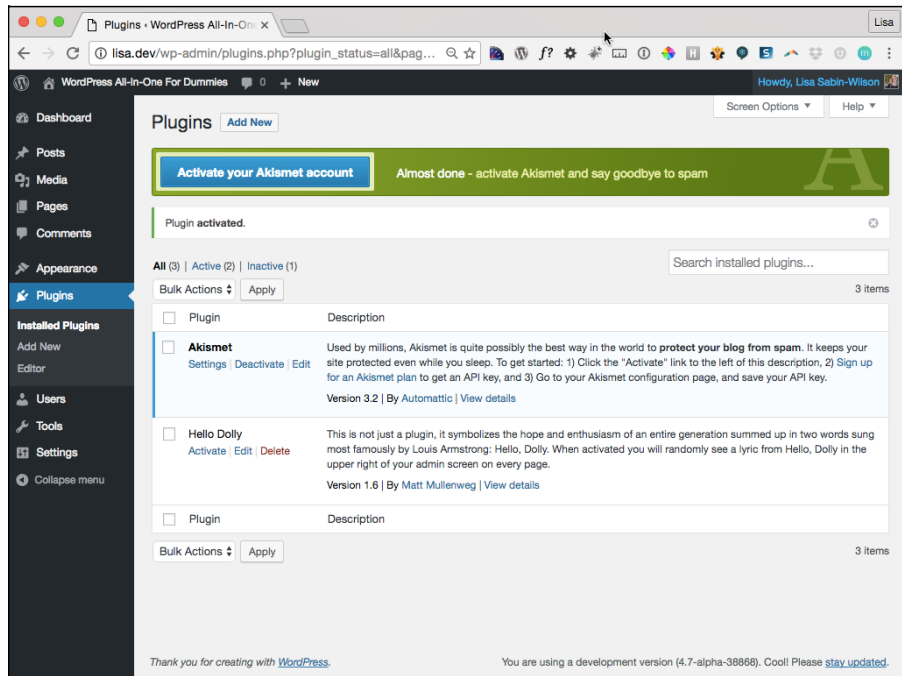 Plugins ‹ WordPress All-In-One
Lisa
lisa.dev/wp-admin/plugins.php?plugin_status=all&pag...
WordPress All-In-One For Dummies 0 + New
Howdy, Lisa Sabin-Wilson
Screen Options ▼ Help ▼
Dashboard
Posts
Media
Pages
Comments
Appearance
Plugins
Installed Plugins
Add New
Editor
Users
Tools
Settings
Collapse menu
Plugins Add New
Activate your Akismet account
Almost done - activate Akismet and say goodbye to spam
A
Plugin activated.
All (3) | Active (2) | Inactive (1)
Search installed plugins...
Bulk Actions Apply
3 items
Plugin Description
Akismet
Settings | Deactivate | Edit
Used by millions, Akismet is quite possibly the best way in the world to protect your blog from spam. It keeps your
site protected even while you sleep. To get started: 1) Click the "Activate" link to the left of this description, 2) Sign up
for an Akismet plan to get an API key, and 3) Go to your Akismet configuration page, and save your API key.
Version 3.2 | By Automattic | View details
Hello Dolly
Activate | Edit | Delete
This is not just a plugin, it symbolizes the hope and enthusiasm of an entire generation summed up in two words sung
most famously by Louis Armstrong: Hello, Dolly. When activated you will randomly see a lyric from Hello, Dolly in the
upper right of your admin screen on every page.
Version 1.6 | By Matt Mullenweg | View details
Plugin Description
Bulk Actions Apply
3 items
Thank you for creating with WordPress.
You are using a development version (4.7-alpha-38868). Cool! Please stay updated.